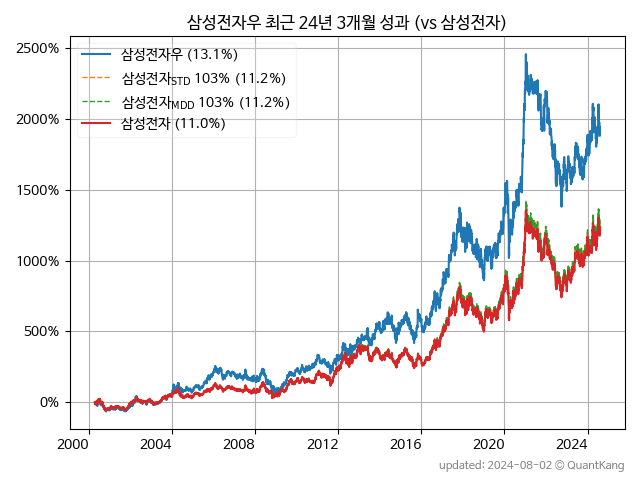 삼성전자우 최근 24년 3개월 성과 (vs 삼성전자)
삼성전자우 (13.1%)
삼성전자STD 103% (11.2%)
삼성전자MDD 103% (11.2%)
삼성전자 (11.0%)
2500%
2000%
1500%
1000%
500%
0%
2000 2004 2008 2012 2016 2020 2024
updated: 2024-08-02 © QuantKang